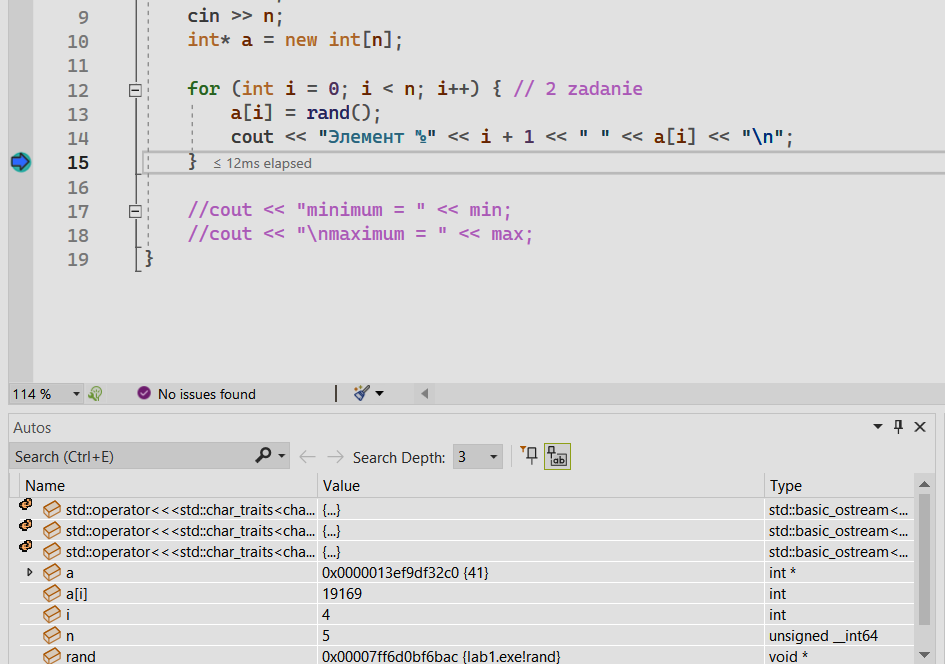 9 cin >> n;
10 int* a = new int[n];
11
12 for (int i = 0; i < n; i++) { // 2 zadanie
13 a[i] = rand();
14 cout << "Элемент №" << i + 1 << " " << a[i] << "\n";
15 } ≤ 12ms elapsed
16
17 //cout << "minimum = " << min;
18 //cout << "\nmaximum = " << max;
19 }
114 % No issues found
Autos
Search (Ctrl+E) Search Depth: 3
Name Value Type
std::operator<<<std::char_traits<cha... {...} std::basic_ostream<...
std::operator<<<std::char_traits<cha... {...} std::basic_ostream<...
std::operator<<<std::char_traits<cha... {...} std::basic_ostream<...
a 0x0000013ef9df32c0 {41} int *
a[i] 19169 int
i 4 int
n 5 unsigned __int64
rand 0x00007ff6d0bf6bac {lab1.exe!rand} void *